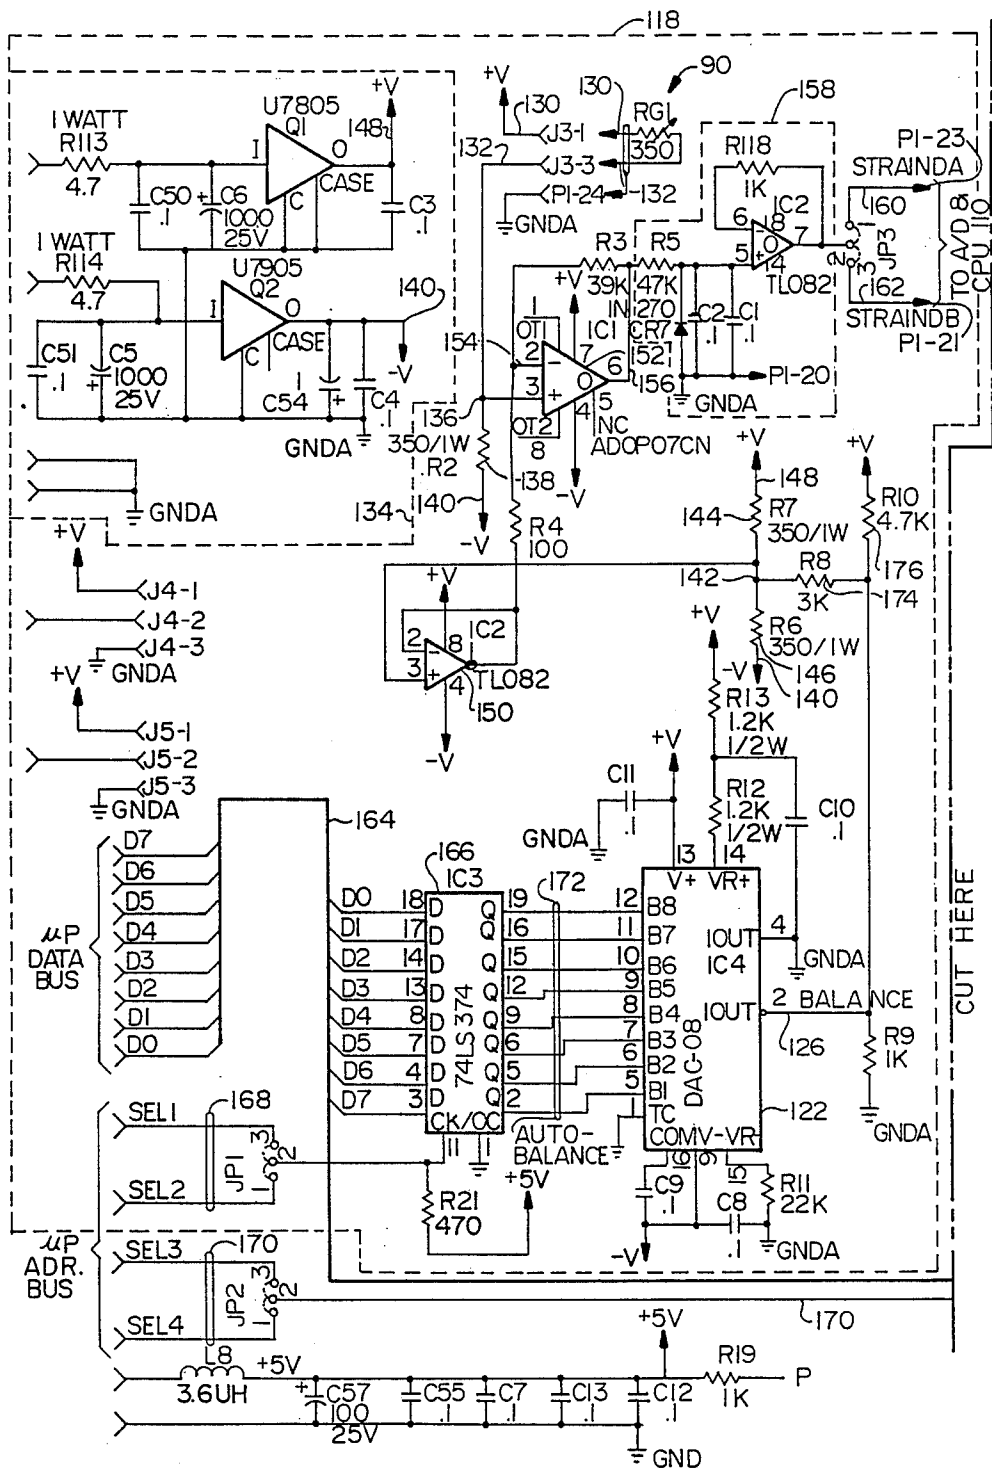 118
+V
130
130
90
RG1
350
158
P1-23
STRAINDA
J3-1
J3-3
132
P1-24
132
GNDA
1 WATT
R113
4.7
U7805
Q1
148
+V
I
O
CASE
C
C50
.1
C6
1000
25V
C3
.1
1 WATT
R114
4.7
U7905
Q2
140
I
O
CASE
C
-V
C51
.1
C5
1000
25V
C54
1
C4
.1
GNDA
GNDA
R118
1K
6
18
IC2
7
5
14
TL082
1
2
3
JP3
160
162
TO A/D &
CPU 110
STRAINDB
P1-21
R3
39K
R5
47K
+V
1N
270
CR7
C2
.1
C1
.1
P1-20
GNDA
1
OT1
154
2
3
IC1
7
152
6
156
5
4
NC
OT2
8
ADOP07CN
-V
136
350/1W
R2
138
140
-V
134
R4
100
+V
148
144
R7
350/1W
142
R8
3K
174
+V
R10
4.7K
176
R6
350/1W
146
140
-V
+V
J4-1
J4-2
J4-3
GNDA
+V
J5-1
J5-2
J5-3
GNDA
+V
2
8
IC2
3
4
TL082
150
-V
+V
R13
1.2K
1/2W
R12
1.2K
1/2W
C10
.1
+V
C11
.1
GNDA
13
14
V+
VR+
164
D7
D6
D5
D4
D3
D2
D1
D0
µP
DATA
BUS
166
IC3
172
D0 18 D Q 19 12 B8
D1 17 D Q 16 11 B7
D2 14 D Q 15 10 B6
D3 13 D Q 12 9 B5
D4 8 D Q 9 8 B4
D5 7 D Q 6 7 B3
D6 4 D Q 5 6 B2
D7 3 D Q 2 5 B1
74LS374
CK/OC
11
1
1
TC
IOUT
4
GNDA
IC4
IOUT
2
BALANCE
126
DAC-08
122
COM
V-
VR-
16
9
15
R9
1K
GNDA
CUT HERE
AUTO-
BALANCE
+5V
R21
470
C9
.1
C8
.1
R11
22K
GNDA
-V
SEL1
168
SEL2
3
2
1
JP1
µP
ADR.
BUS
SEL3
170
SEL4
3
2
1
JP2
170
L8
3.6UH
+5V
C57
100
25V
C55
.1
C7
.1
C13
.1
C12
.1
+5V
R19
1K
P
GND